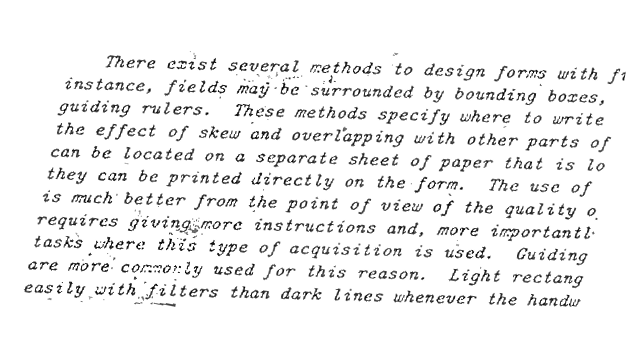 There exist several methods to design forms with fi
instance, fields may be surrounded by bounding boxes,
guiding rulers. These methods specify where to write
the effect of skew and overlapping with other parts of
can be located on a separate sheet of paper that is lo
they can be printed directly on the form. The use of
is much better from the point of view of the quality o
requires giving more instructions and, more importantl
tasks where this type of acquisition is used. Guiding
are more commonly used for this reason. Light rectang
easily with filters than dark lines whenever the handw